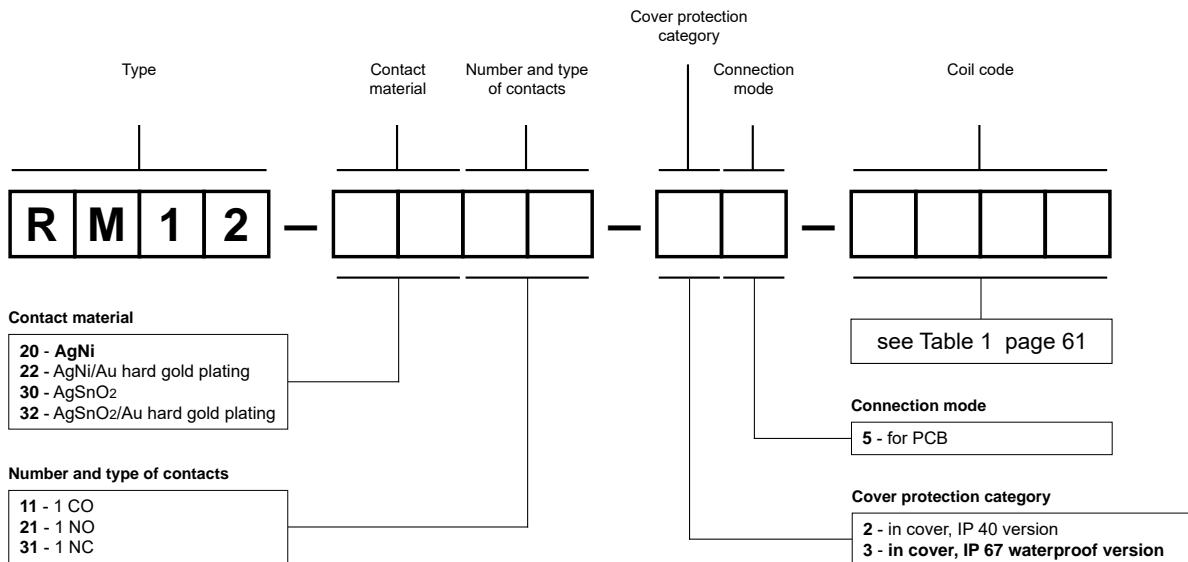 Cover protection
category
Type
Contact
material
Number and type
of contacts
Connection
mode
Coil code
R M 1 2 – – –
Contact material
20 - AgNi
22 - AgNi/Au hard gold plating
30 - AgSnO2
32 - AgSnO2/Au hard gold plating
see Table 1 page 61
Connection mode
5 - for PCB
Number and type of contacts
11 - 1 CO
21 - 1 NO
31 - 1 NC
Cover protection category
2 - in cover, IP 40 version
3 - in cover, IP 67 waterproof version